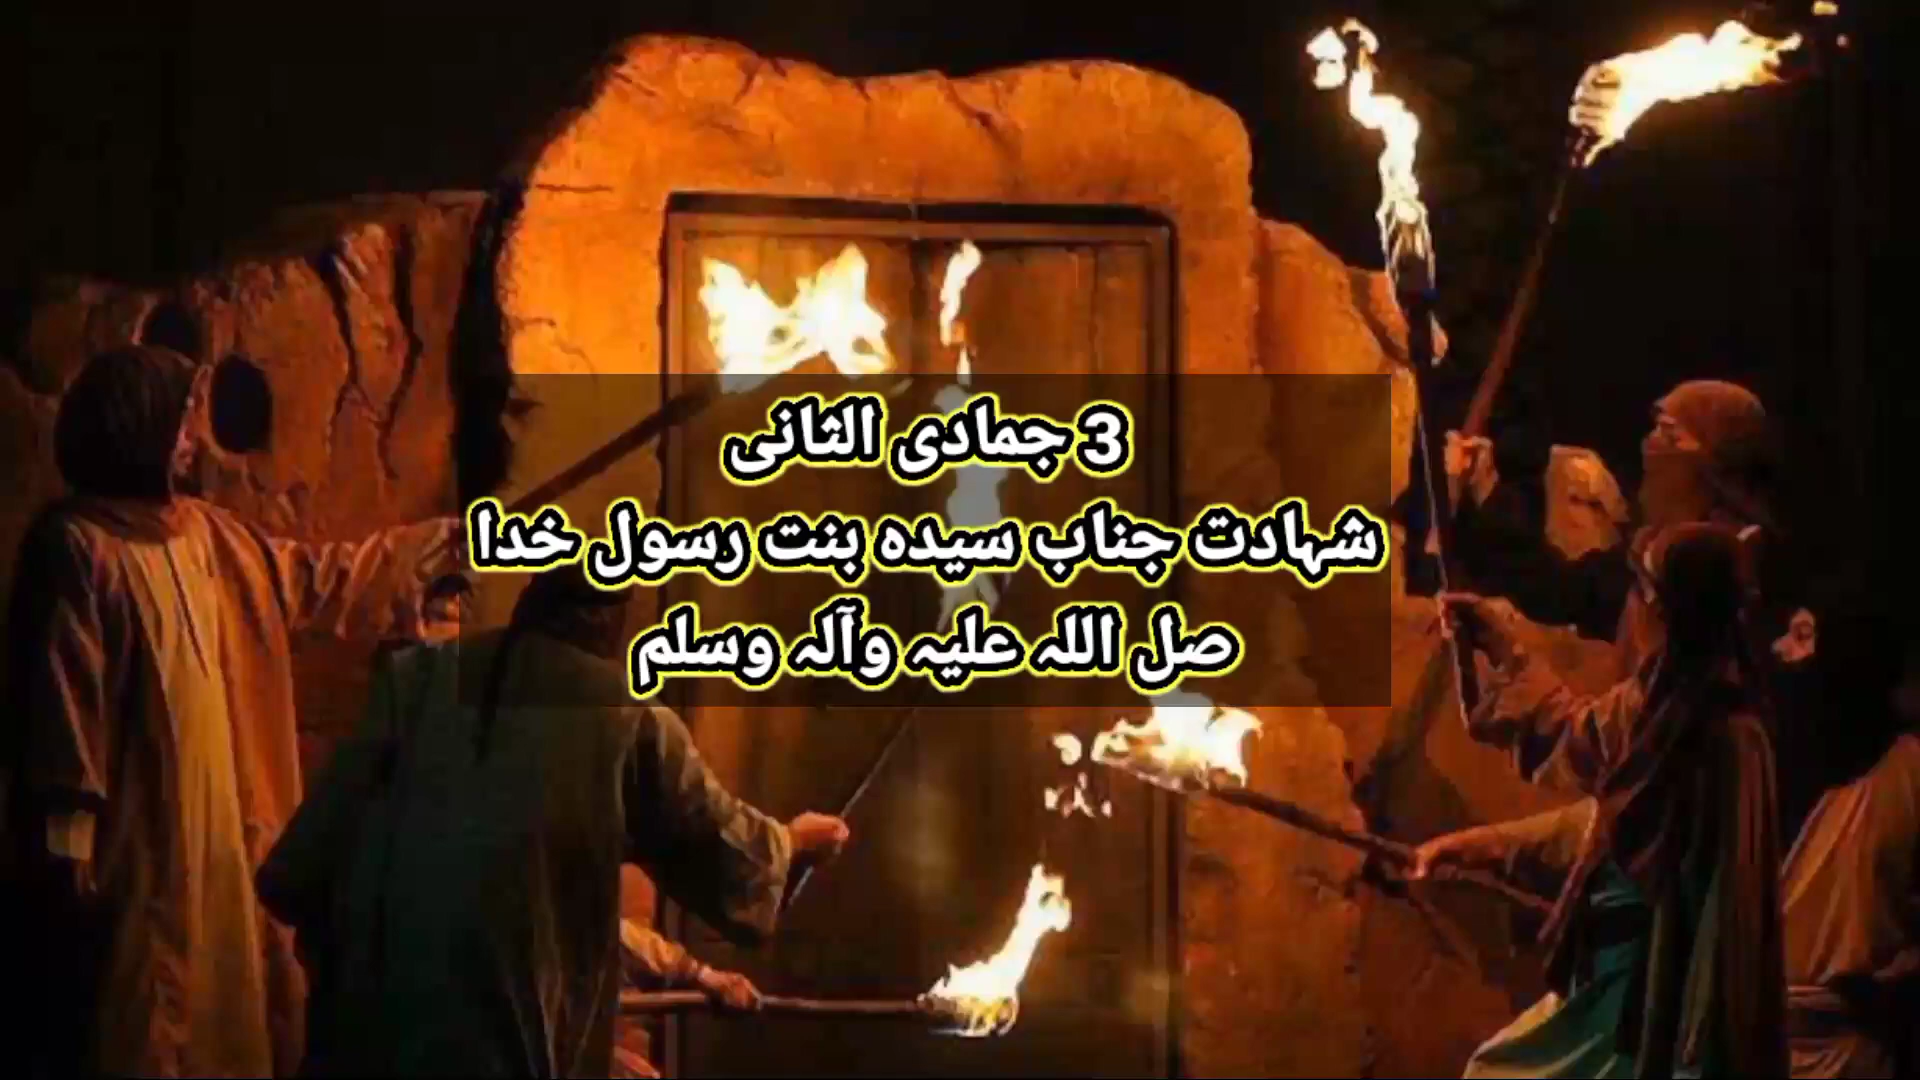 3 جمادی الثانی
شہادت جناب سیدہ بنت رسول خدا
صل اللہ علیہ وآلہ وسلم